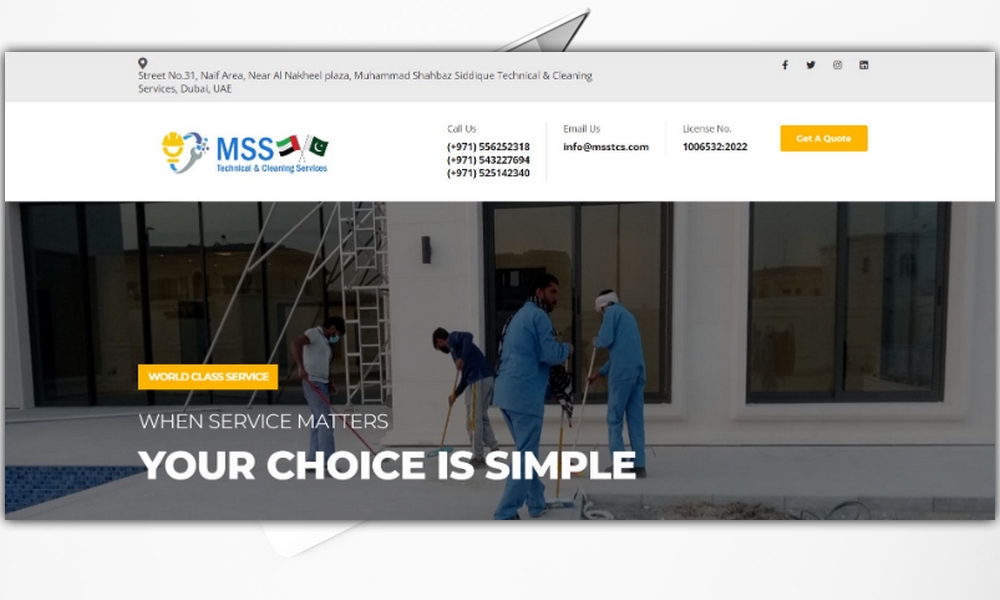 Street No.31, Naif Area, Near Al Nakheel plaza, Muhammad Shahbaz Siddique Technical & Cleaning
Services, Dubai, UAE
MSS
Technical & Cleaning Services
Call Us
(+971) 556252318
(+971) 543227694
(+971) 525142340
Email Us
info@msstcs.com
License No.
1006532:2022
Get A Quote
WORLD CLASS SERVICE
WHEN SERVICE MATTERS
YOUR CHOICE IS SIMPLE